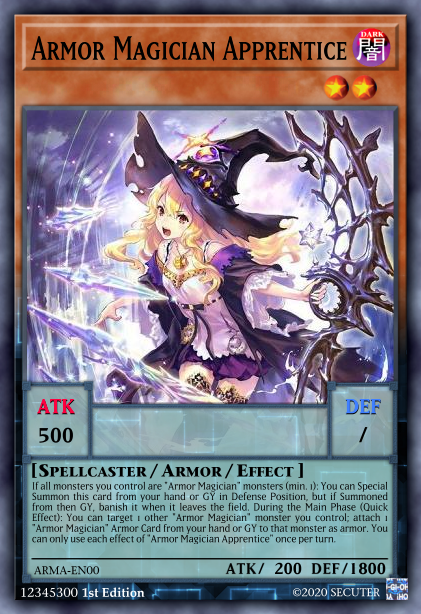 ARMOR MAGICIAN APPRENTICE
DARK
闇
ATK
500
DEF
/
[SPELLCASTER / ARMOR / EFFECT ]
If all monsters you control are "Armor Magician" monsters (min. 1): You can Special
Summon this card from your hand or GY in Defense Position, but if Summoned
from then GY, banish it when it leaves the field. During the Main Phase (Quick
Effect): You can target 1 other "Armor Magician" monster you control; attach 1
"Armor Magician" Armor Card from your hand or GY to that monster as armor. You
can only use each effect of "Armor Magician Apprentice" once per turn.
ARMA-EN00
ATK/ 200 DEF/1800
12345300 1st Edition
©2020 SECUTER